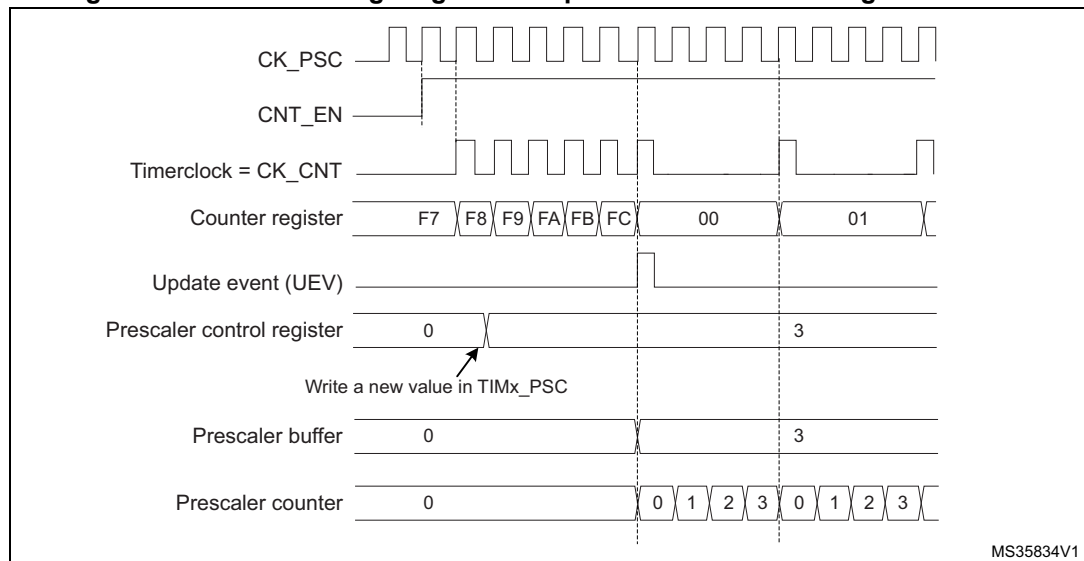 CK_PSC
CNT_EN
Timerclock = CK_CNT
Counter register F7 F8 F9 FA FB FC 00 01
Update event (UEV)
Prescaler control register 0 3
Write a new value in TIMx_PSC
Prescaler buffer 0 3
Prescaler counter 0 0 1 2 3 0 1 2 3
MS35834V1